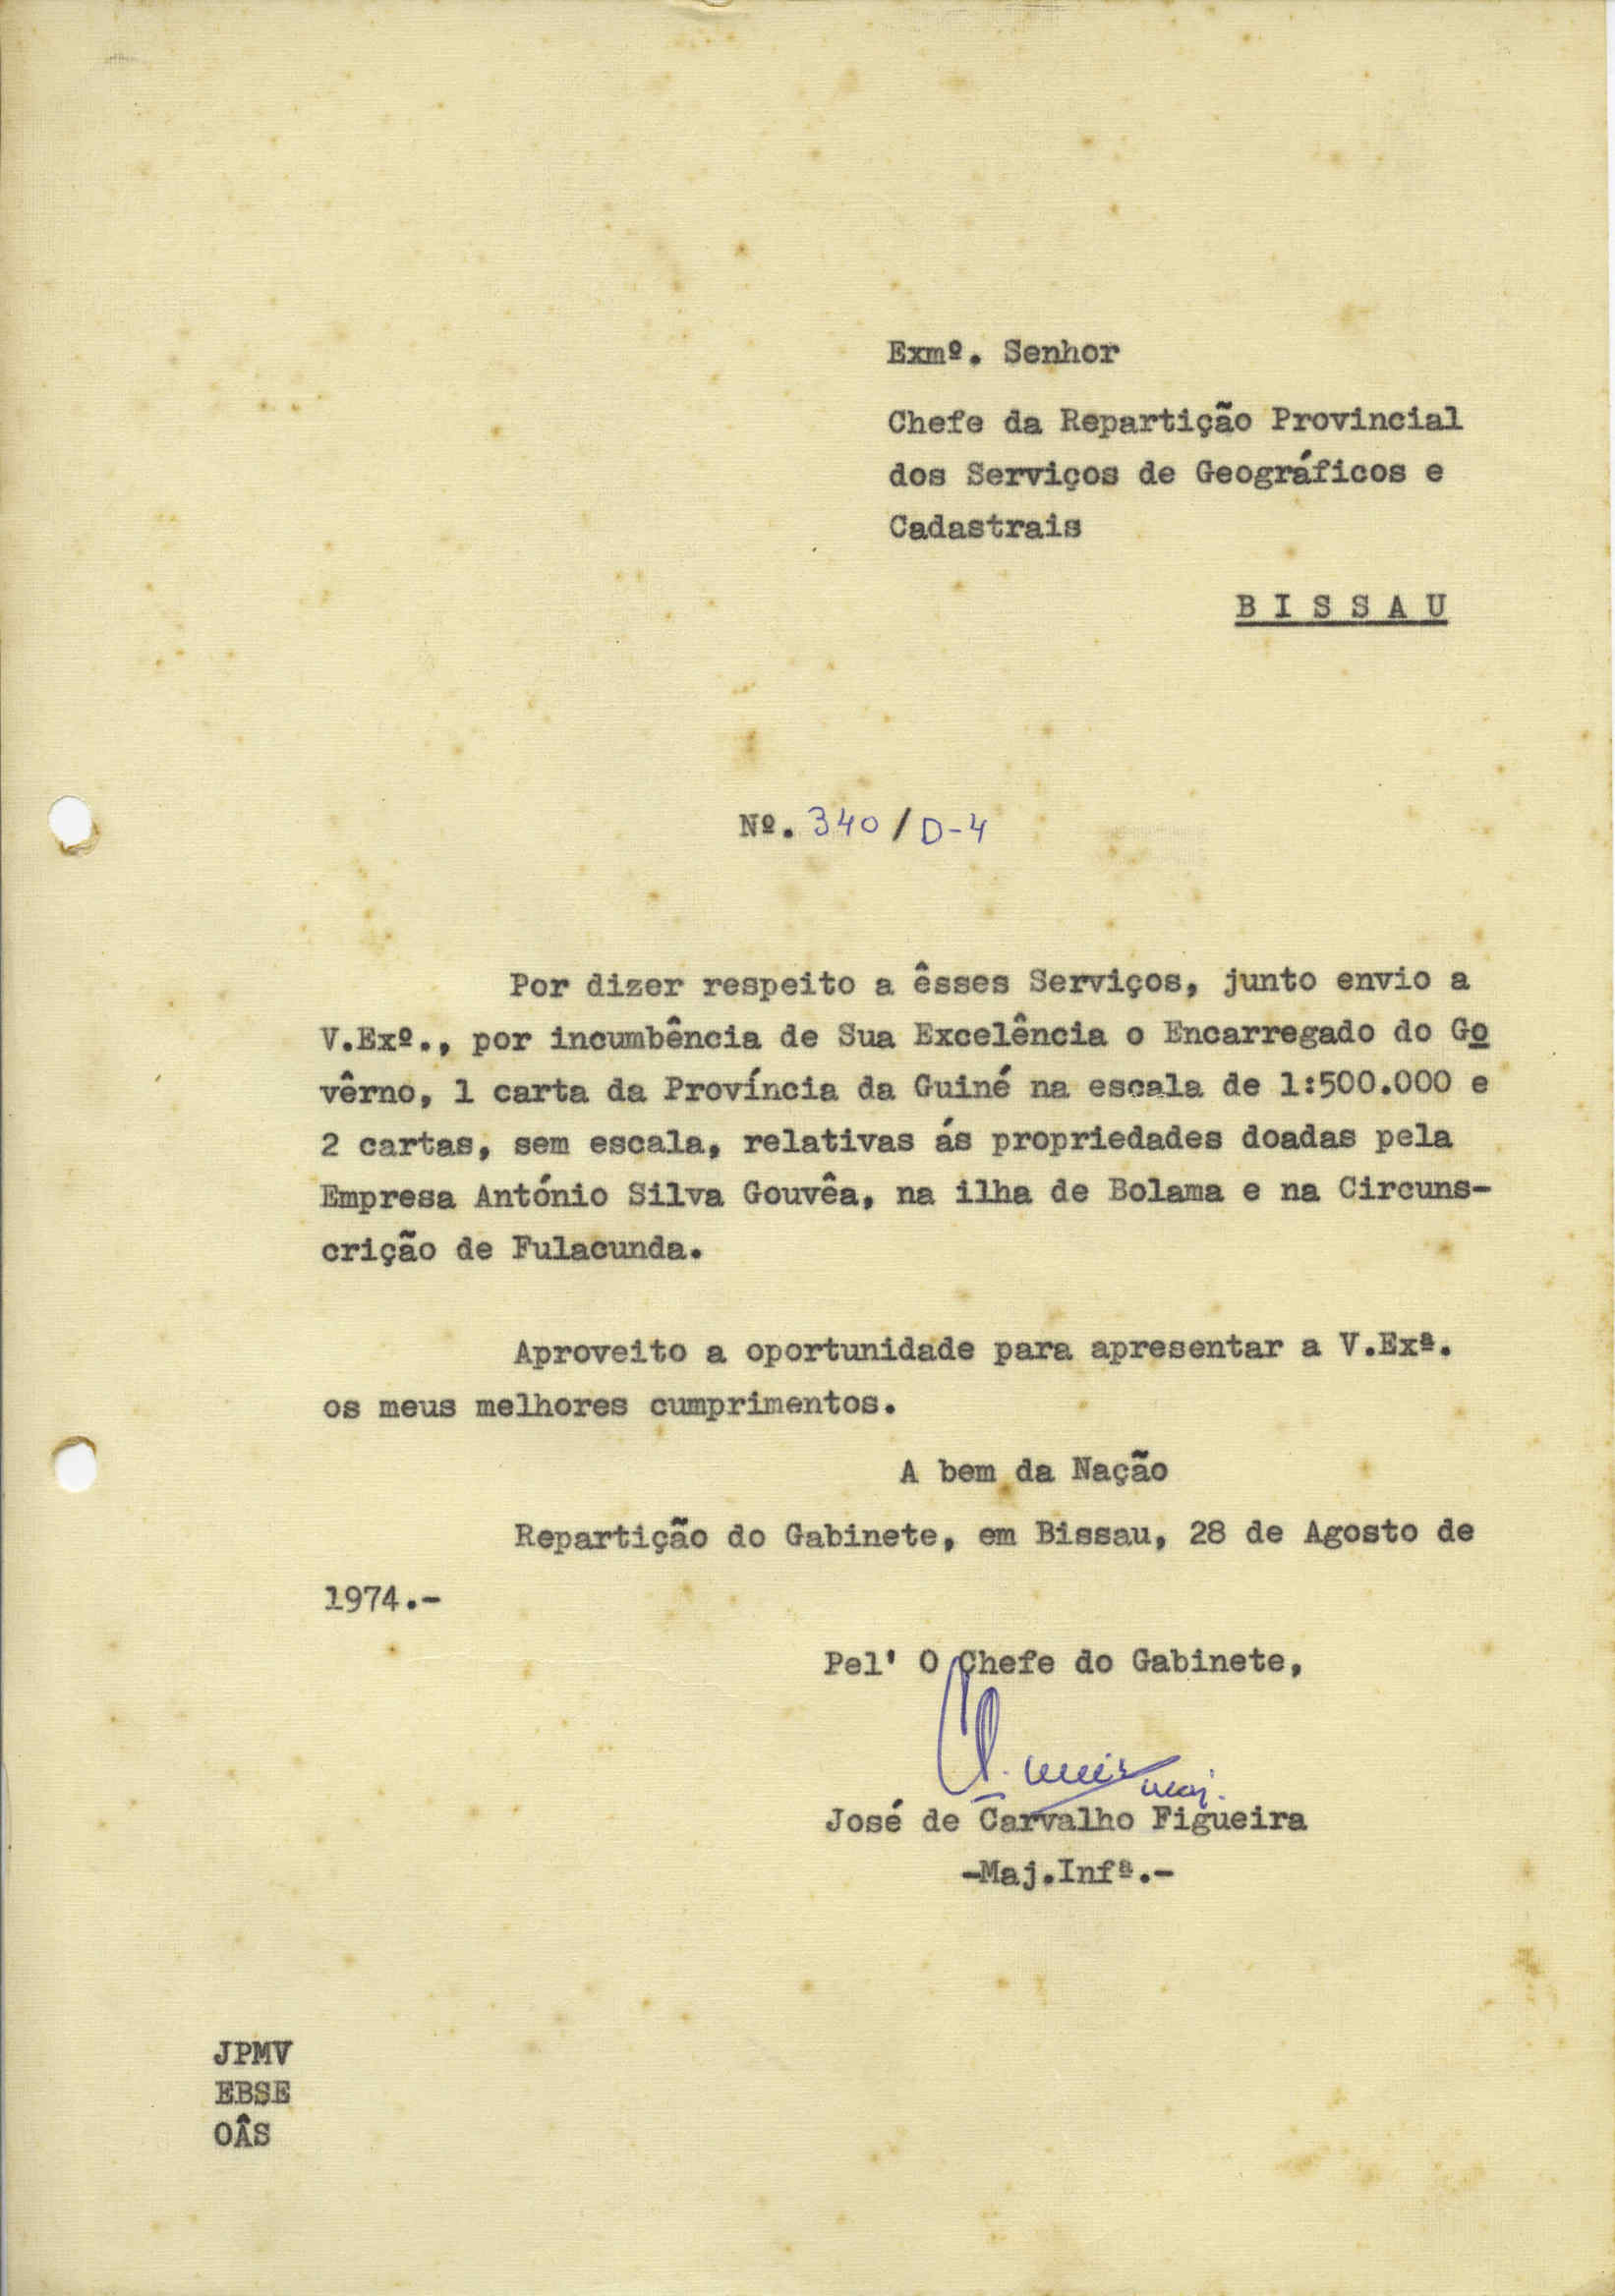 Exmº. Senhor
Chefe da Repartição Provincial
dos Serviços de Geográficos e
Cadastrais
B I S S A U
Nº. 340/D-4
Por dizer respeito a êsses Serviços, junto envio a
V.Exº., por incumbência de Sua Excelência o Encarregado do Go
vêrno, 1 carta da Província da Guiné na escala de 1:500.000 e
2 cartas, sem escala, relativas ás propriedades doadas pela
Empresa António Silva Gouvêa, na ilha de Bolama e na Circuns-
crição de Fulacunda.
Aproveito a oportunidade para apresentar a V.Exª.
os meus melhores cumprimentos.
A bem da Nação
Repartição do Gabinete, em Bissau, 28 de Agosto de
1974.-
Pel' O Chefe do Gabinete,
maj.
José de Carvalho Figueira
-Maj.Infª.-
JPMV
EBSE
OÂS